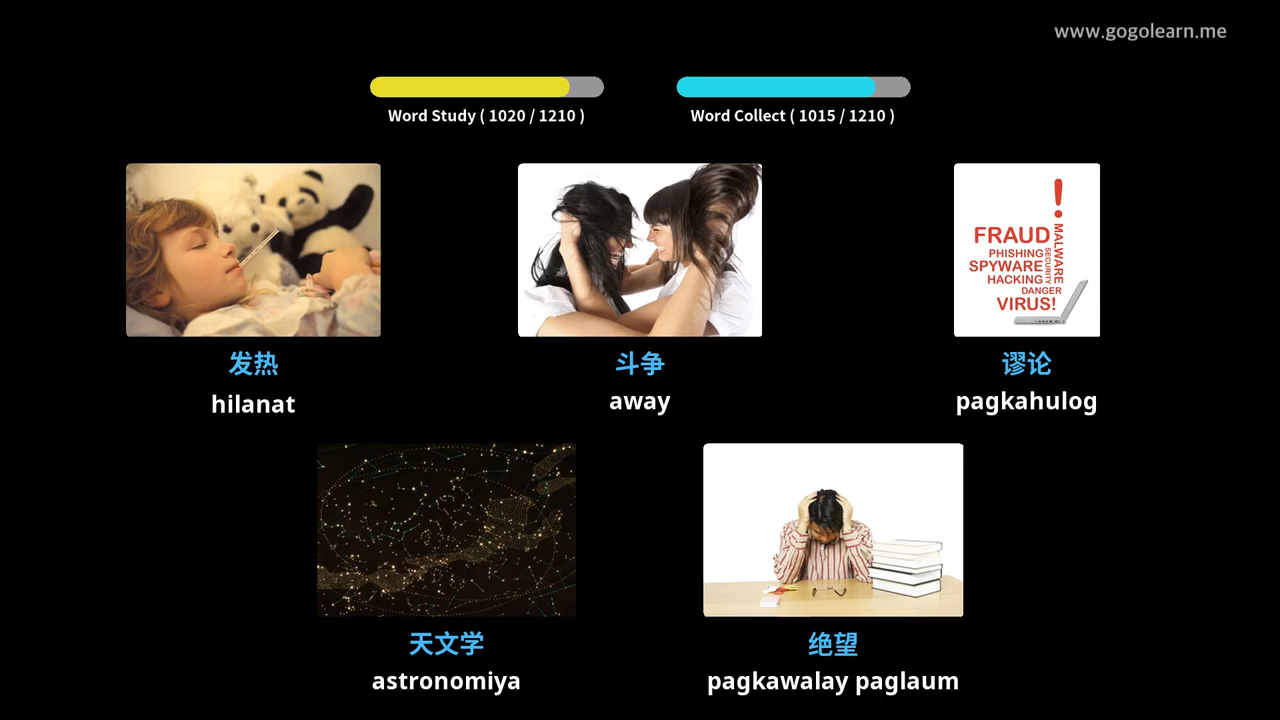 www.gogolearn.me
Word Study ( 1020 / 1210 )
Word Collect ( 1015 / 1210 )
FRAUD
PHISHING
SPYWARE
HACKING
DANGER
VIRUS!
MALWARE
SECURITY
!
发热
hilanat
斗争
away
谬论
pagkahulog
天文学
astronomiya
绝望
pagkawalay paglaum